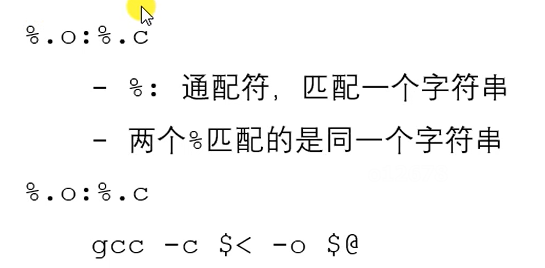 %.o:%.c
- %: 通配符, 匹配一个字符串
- 两个%匹配的是同一个字符串
%.o:%.c
gcc -c $< -o $@